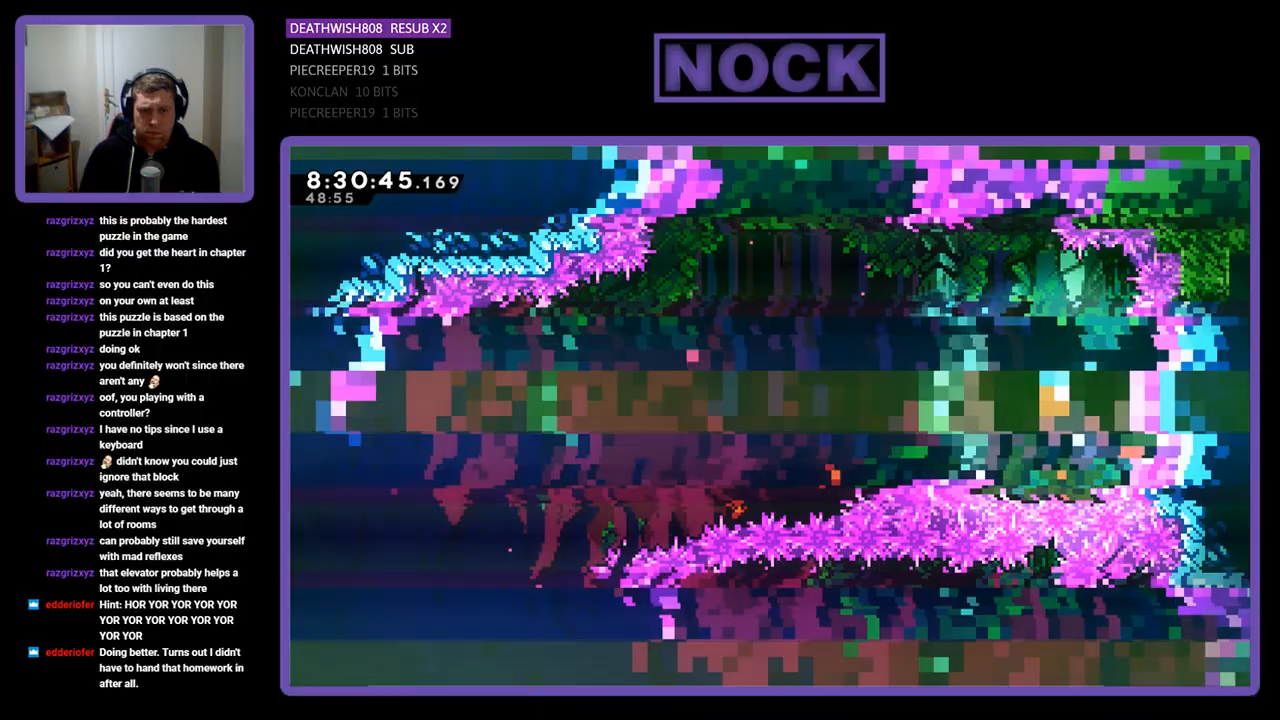 DEATHWISH808 RESUB X2
DEATHWISH808 SUB
PIECREEPER19 1 BITS
KONCLAN 10 BITS
PIECREEPER19 1 BITS
NOCK
8:30:45.169
48:55
razgrizxyz this is probably the hardest
puzzle in the game
razgrizxyz did you get the heart in chapter
1?
razgrizxyz so you can't even do this
razgrizxyz on your own at least
razgrizxyz this puzzle is based on the
puzzle in chapter 1
razgrizxyz doing ok
razgrizxyz you definitely won't since there
aren't any
razgrizxyz oof, you playing with a
controller?
razgrizxyz I have no tips since I use a
keyboard
razgrizxyz didn't know you could just
ignore that block
razgrizxyz yeah, there seems to be many
different ways to get through a
lot of rooms
razgrizxyz can probably still save yourself
with mad reflexes
razgrizxyz that elevator probably helps a
lot too with living there
edderiofer Hint: HOR YOR YOR YOR YOR
YOR YOR YOR YOR YOR YOR
YOR YOR
edderiofer Doing better. Turns out I didn't
have to hand that homework in
after all.